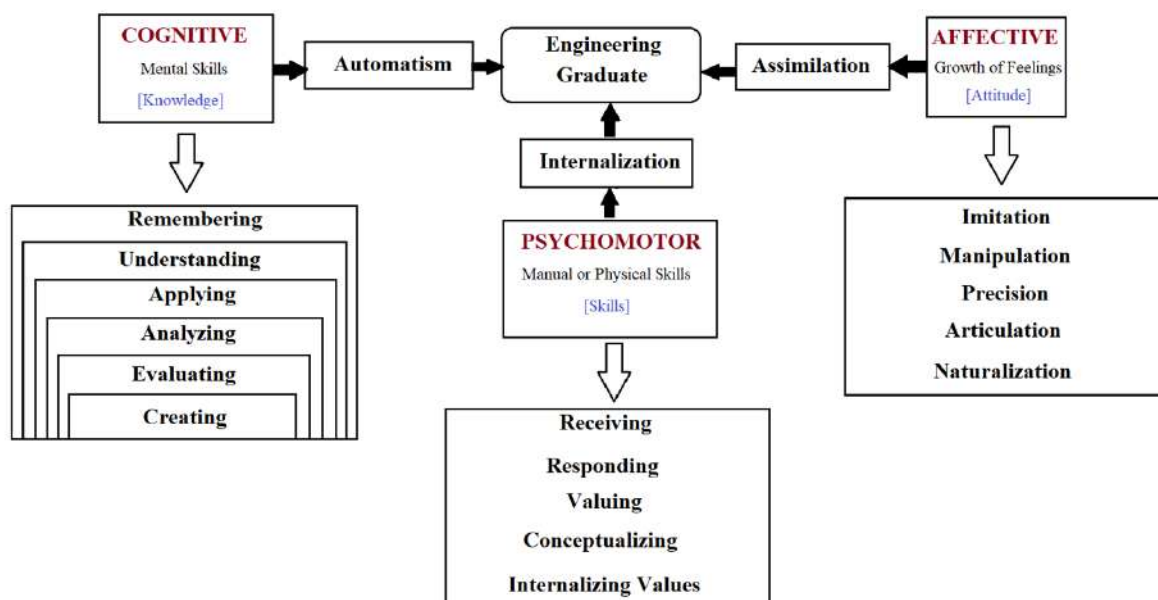 COGNITIVE
Mental Skills
[Knowledge]
Automatism
Engineering
Graduate
Assimilation
AFFECTIVE
Growth of Feelings
[Attitude]
Internalization
PSYCHOMOTOR
Manual or Physical Skills
[Skills]
Remembering
Understanding
Applying
Analyzing
Evaluating
Creating
Receiving
Responding
Valuing
Conceptualizing
Internalizing Values
Imitation
Manipulation
Precision
Articulation
Naturalization